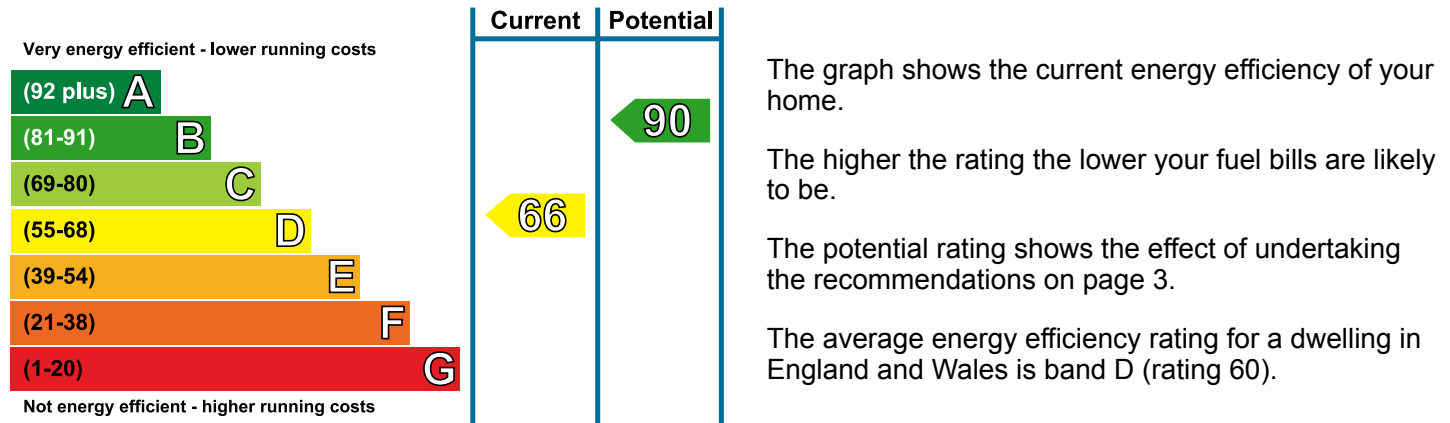 Current Potential
Very energy efficient - lower running costs
(92 plus) A
(81-91) B
90
(69-80) C
(55-68) D
66
(39-54) E
(21-38) F
(1-20) G
Not energy efficient - higher running costs
The graph shows the current energy efficiency of your
home.
The higher the rating the lower your fuel bills are likely
to be.
The potential rating shows the effect of undertaking
the recommendations on page 3.
The average energy efficiency rating for a dwelling in
England and Wales is band D (rating 60).